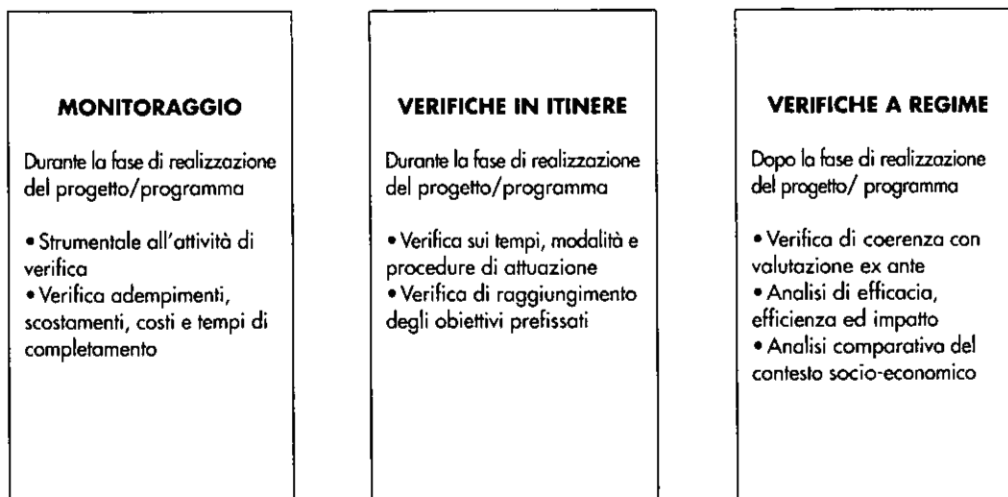 MONITORAGGIO
Durante la fase di realizzazione
del progetto/programma
• Strumentale all'attività di
verifica
• Verifica adempimenti,
scostamenti, costi e tempi di
completamento
VERIFICHE IN ITINERE
Durante la fase di realizzazione
del progetto/programma
• Verifica sui tempi, modalità e
procedure di attuazione
• Verifica di raggiungimento
degli obiettivi prefissati
VERIFICHE A REGIME
Dopo la fase di realizzazione
del progetto/ programma
• Verifica di coerenza con
valutazione ex ante
• Analisi di efficacia,
efficienza ed impatto
• Analisi comparativa del
contesto socio-economico